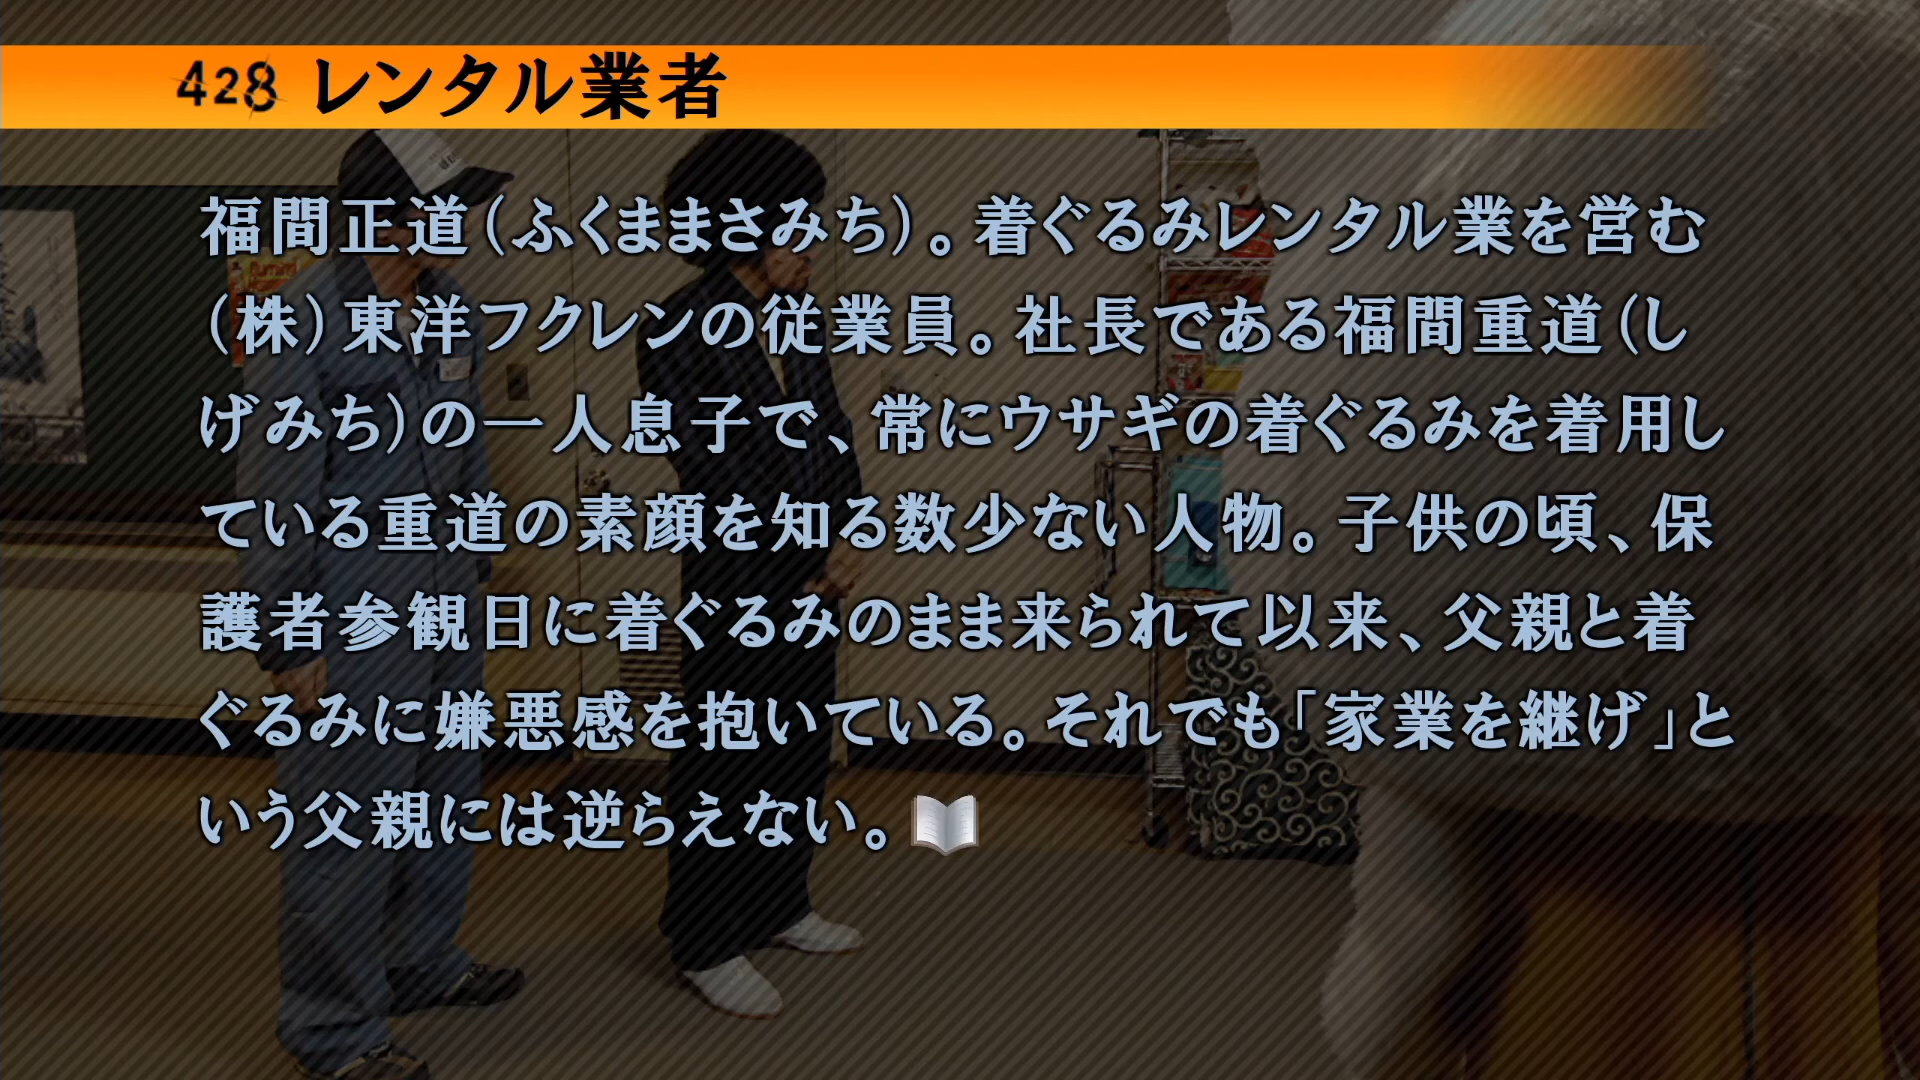 428 レンタル業者
福間正道（ふくままさみち）。着ぐるみレンタル業を営む
（株）東洋フクレンの従業員。社長である福間重道（し
げみち）の一人息子で、常にウサギの着ぐるみを着用し
ている重道の素顔を知る数少ない人物。子供の頃、保
護者参観日に着ぐるみのまま来られて以来、父親と着
ぐるみに嫌悪感を抱いている。それでも「家業を継げ」と
いう父親には逆らえない。